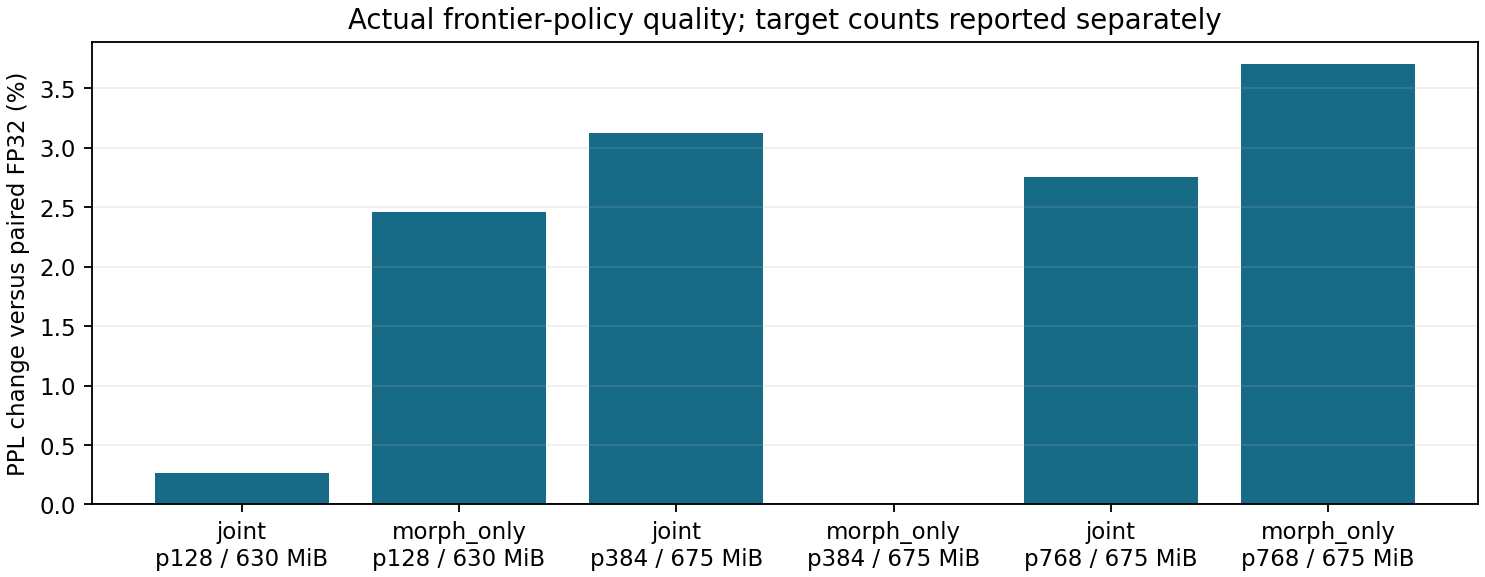 Actual frontier-policy quality; target counts reported separately
PPL change versus paired FP32 (%)
3.5
3.0
2.5
2.0
1.5
1.0
0.5
0.0
joint
p128 / 630 MiB
morph_only
p128 / 630 MiB
joint
p384 / 675 MiB
morph_only
p384 / 675 MiB
joint
p768 / 675 MiB
morph_only
p768 / 675 MiB